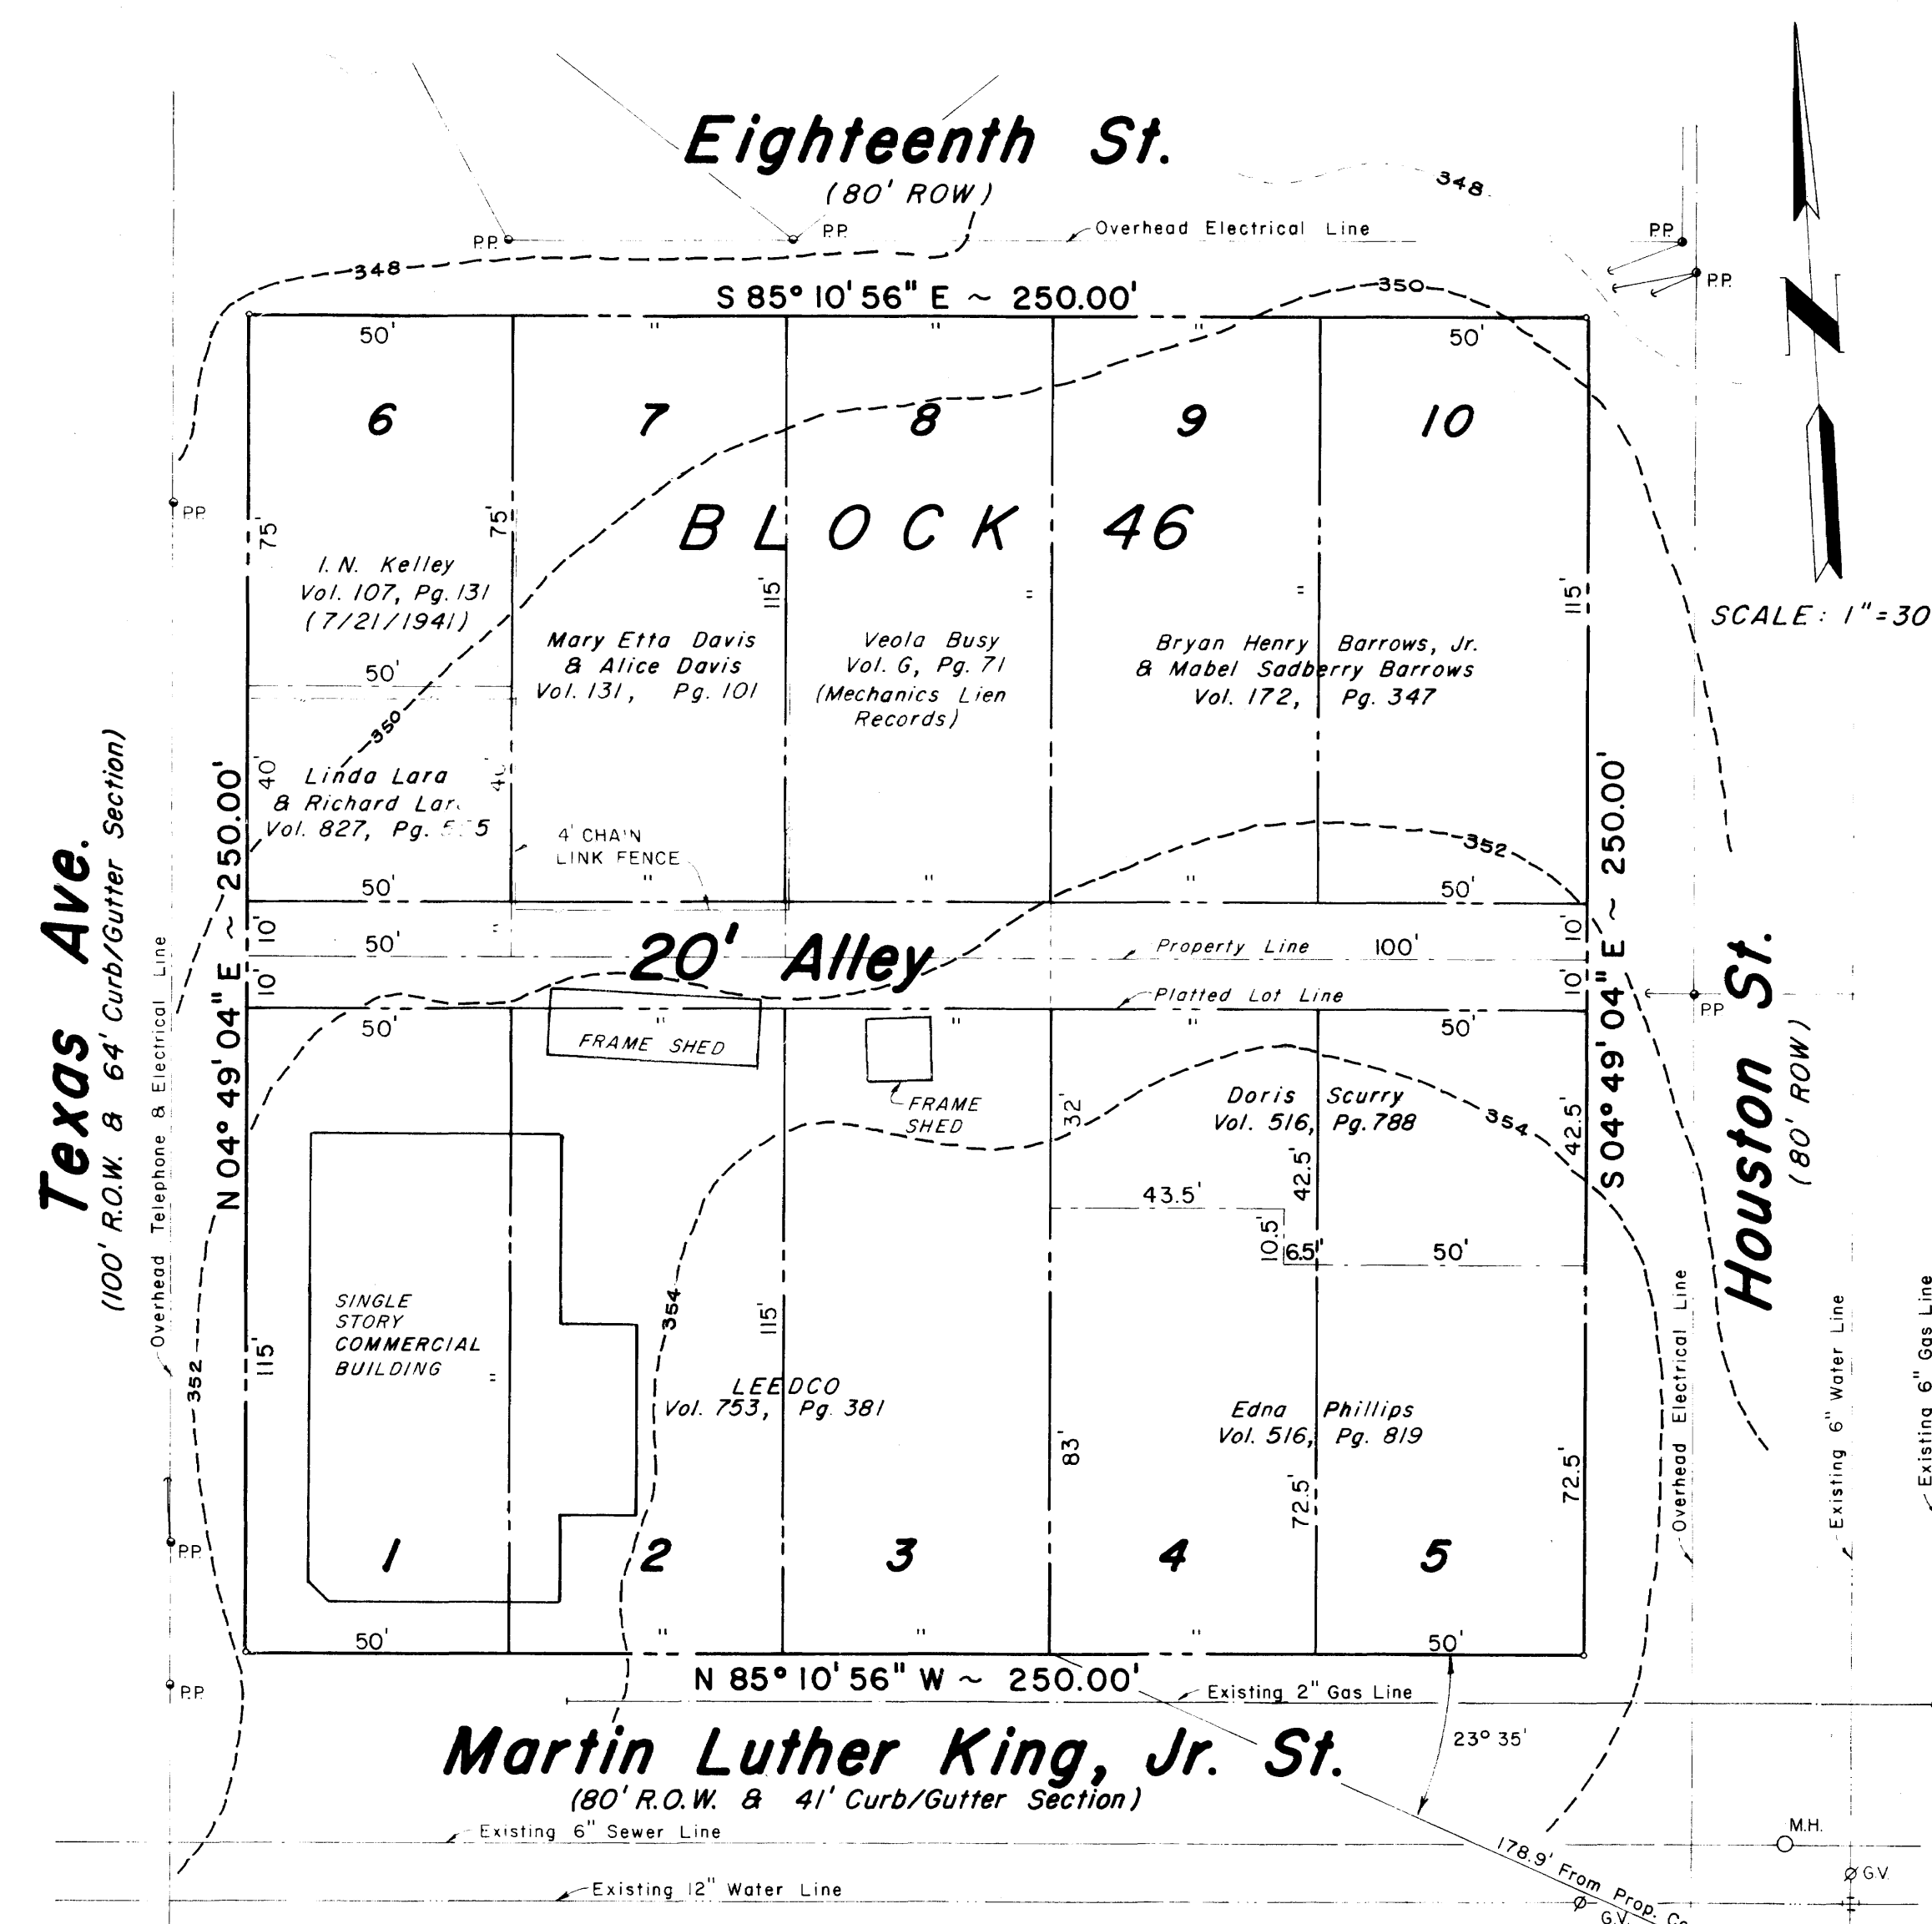 Eighteenth St.
(80' ROW)
348
P.P.
P.P.
Overhead Electrical Line
P.P.
P.P.
348
S 85° 10' 56" E ~ 250.00'
350
50'
"
"
"
50'
6
7
8
9
10
P.P.
BLOCK 46
75'
75'
115'
"
"
115'
I. N. Kelley
Vol. 107, Pg. 131
(7/21/1941)
50'
Mary Etta Davis
& Alice Davis
Vol. 131, Pg. 101
Veola Busy
Vol. G, Pg. 71
(Mechanics Lien
Records)
Bryan Henry Barrows, Jr.
& Mabel Sadberry Barrows
Vol. 172, Pg. 347
N
SCALE: 1"=30
350
40'
Linda Lara
& Richard
Vol. 827, Pg.
4' CHAIN
LINK FENCE
352
50'
"
"
"
50'
Texas Ave.
(100' R.O.W. & 64' Curb/Gutter Section)
Overhead Telephone & Electrical Line
N 04° 49' 04" E ~ 250.00'
S 04° 49' 04" E ~ 250.00'
Houston St.
(80' ROW)
10'
10'
"
50'
20' Alley
Property Line
100'
10'
10'
Platted Lot Line
P.P.
50'
"
"
"
50'
FRAME SHED
FRAME
SHED
32'
Doris Scurry
Vol. 516, Pg. 788
354
42.5'
42.5'
43.5'
10.5'
6.5'
50'
SINGLE
STORY
COMMERCIAL
BUILDING
354
115'
115'
"
352
LEEDCO
Vol. 753, Pg. 381
83'
Edna Phillips
Vol. 516, Pg. 819
72.5'
72.5'
Overhead Electrical Line
Existing 6" Water Line
Existing 6" Gas Line
1
2
3
4
5
P.P.
50'
"
"
"
50'
P.P.
N 85° 10' 56" W ~ 250.00'
Existing 2" Gas Line
23° 35'
Martin Luther King, Jr. St.
(80' R.O.W. & 41' Curb/Gutter Section)
Existing 6" Sewer Line
M.H.
178.9' From Prop.
G.V.
Existing 12" Water Line
G.V.